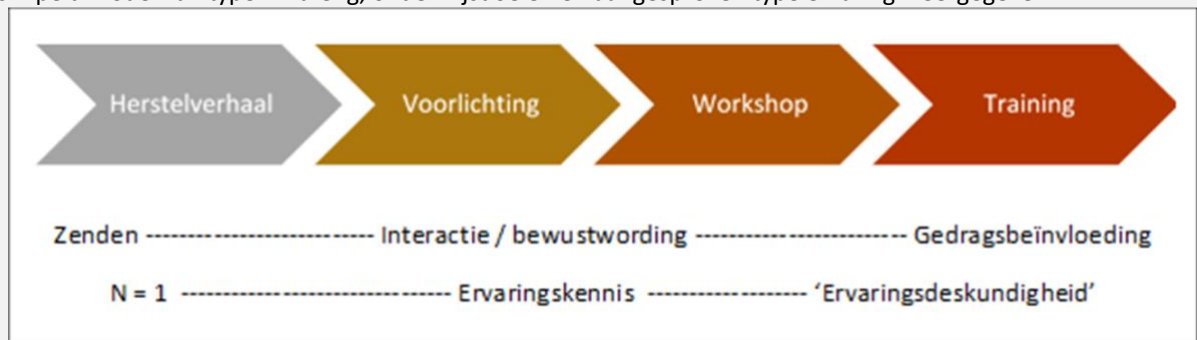 Herstelverhaal Voorlichting Workshop Training
Zenden -------------------------- Interactie / bewustwording ------------------------ Gedragsbeïnvloeding
N = 1 ------------------------------- Ervaringskennis ------------------ ‘Ervaringsdeskundigheid’